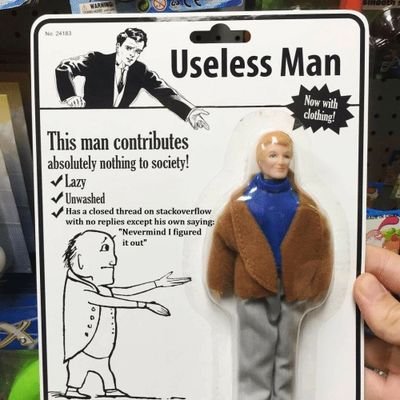 WARNING:
No. 24183
Useless Man
Now with
clothing!
This man contributes
absolutely nothing to society!
Lazy
Unwashed
Has a closed thread on stackoverflow
with no replies except his own saying:
"Nevermind I figured
it out"